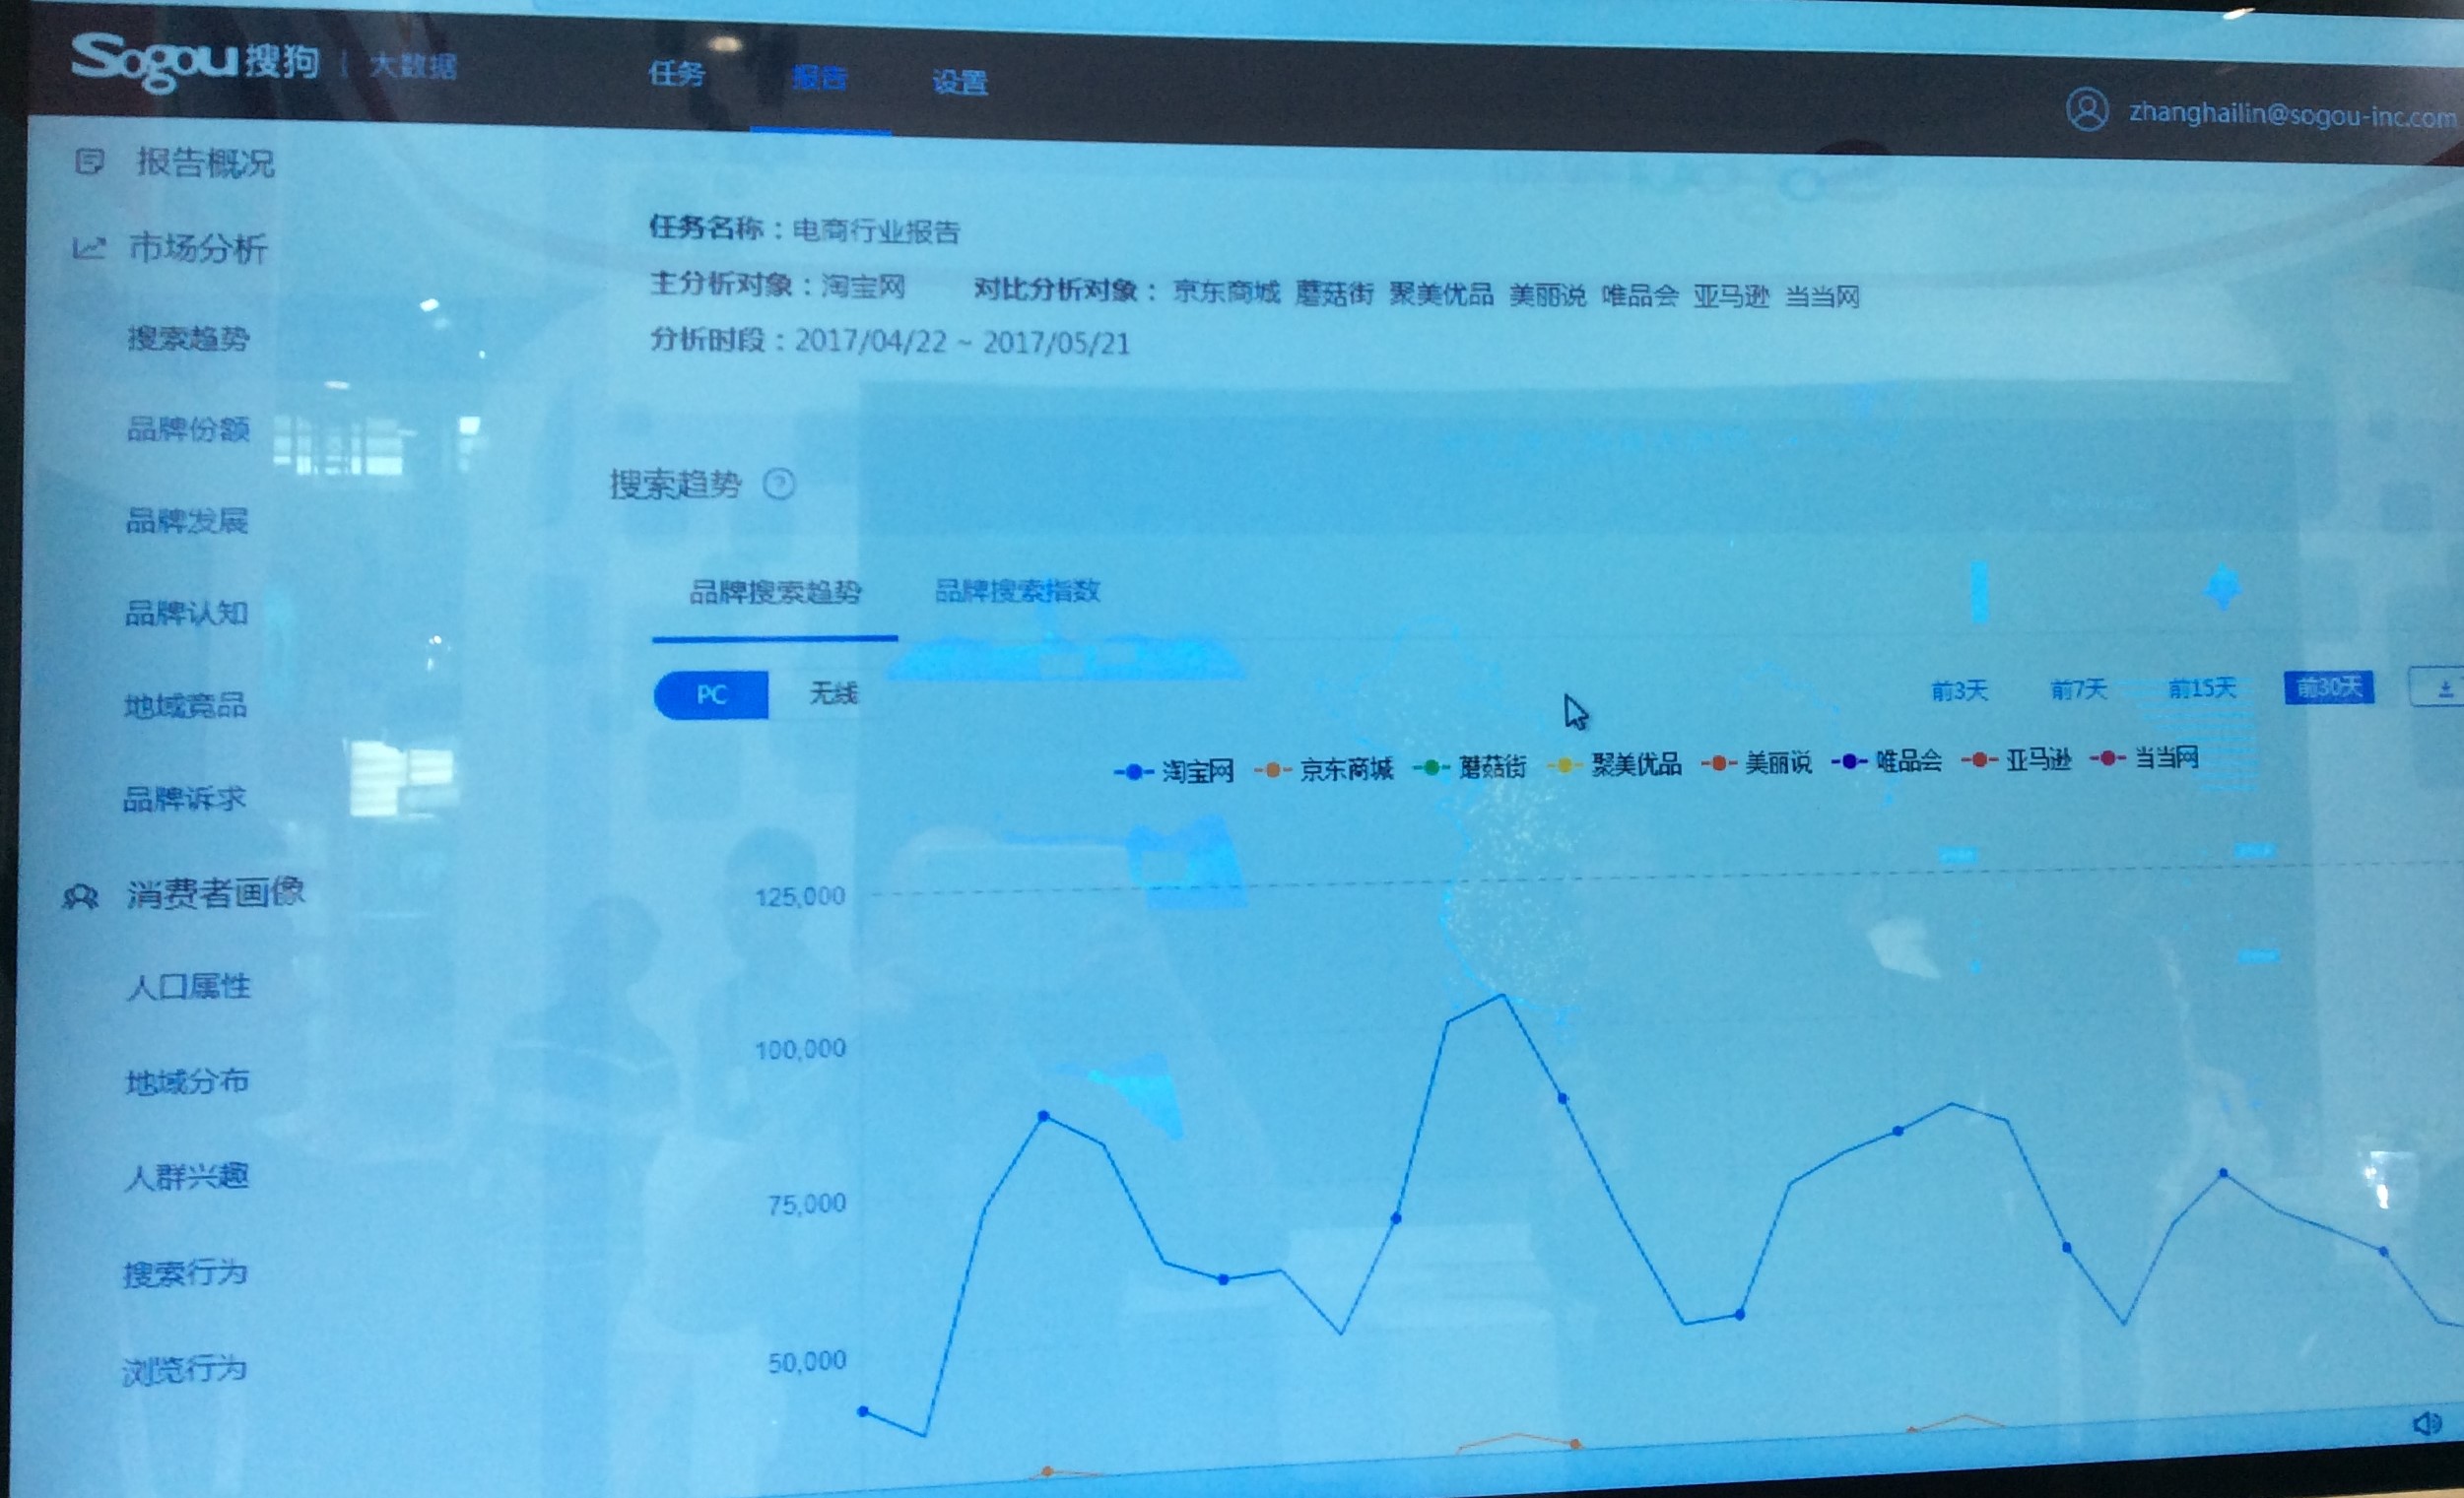 Sogou搜狗 | 大数据
任务 报告 设置
zhanghailin@sogou-inc.com
报告概况
市场分析
搜索趋势
品牌份额
品牌发展
品牌认知
地域竞品
品牌诉求
消费者画像
人口属性
地域分布
人群兴趣
搜索行为
浏览行为
任务名称：电商行业报告
主分析对象：淘宝网 对比分析对象：京东商城 蘑菇街 聚美优品 美丽说 唯品会 亚马逊 当当网
分析时段：2017/04/22 ~ 2017/05/21
搜索趋势 ?
品牌搜索趋势 品牌搜索指数
PC 无线
前3天 前7天 前15天 前30天
淘宝网 京东商城 蘑菇街 聚美优品 美丽说 唯品会 亚马逊 当当网
125,000
100,000
75,000
50,000